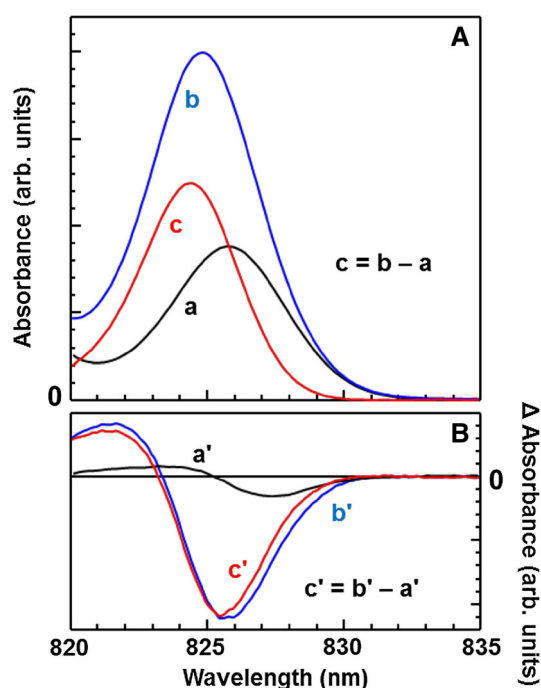 A
b
c
a
c = b – a
Absorbance (arb. units)
0
B
a'
0
b'
c'
c' = b' – a'
Δ Absorbance (arb. units)
820 825 830 835
Wavelength (nm)